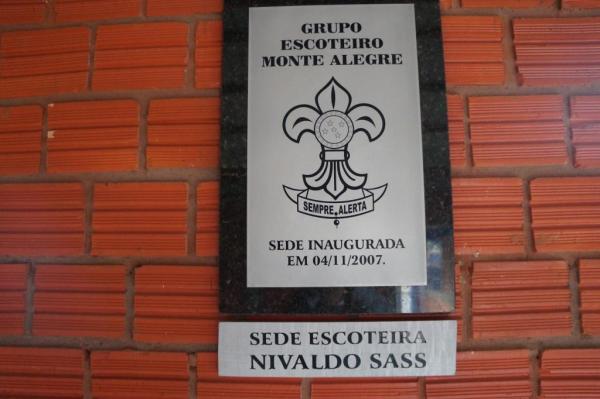 GRUPO
ESCOTEIRO
MONTE ALEGRE
SEMPRE ALERTA
SEDE INAUGURADA
EM 04/11/2007.
SEDE ESCOTEIRA
NIVALDO SASS